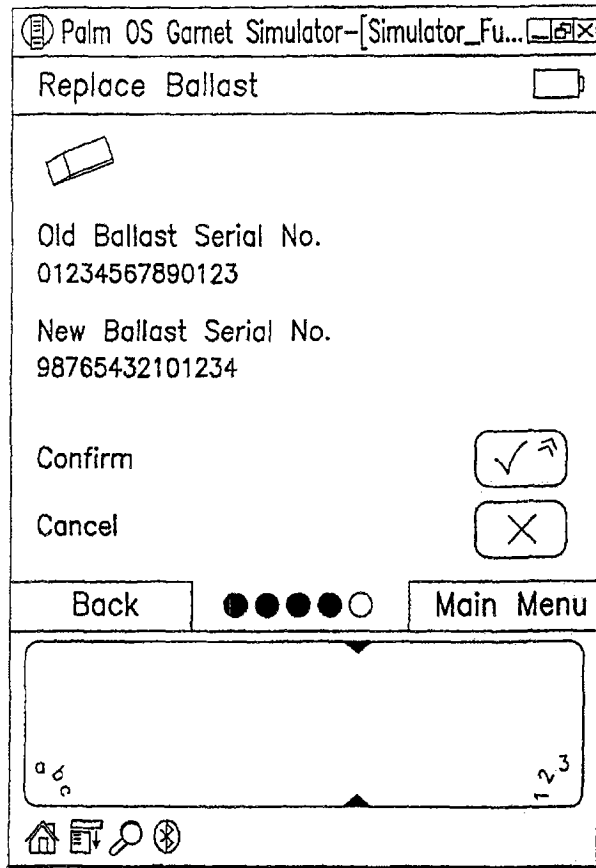 Palm OS Garnet Simulator-[Simulator_Fu...
Replace Ballast
Old Ballast Serial No.
01234567890123
New Ballast Serial No.
98765432101234
Confirm
Cancel
Back
Main Menu
abc
123